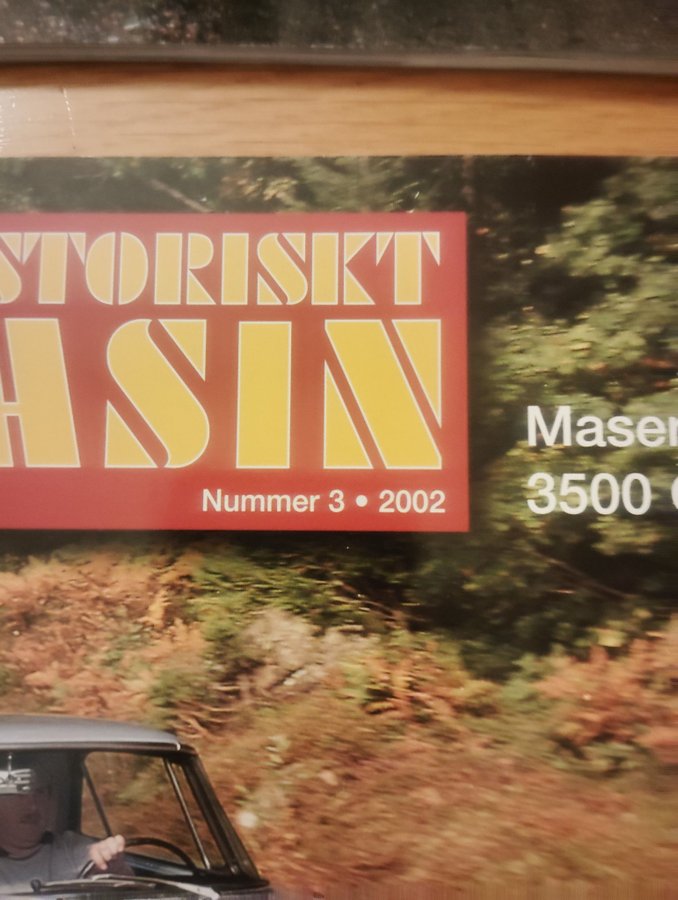 STORISKT
ASIN
Nummer 3 • 2002
Maser
3500